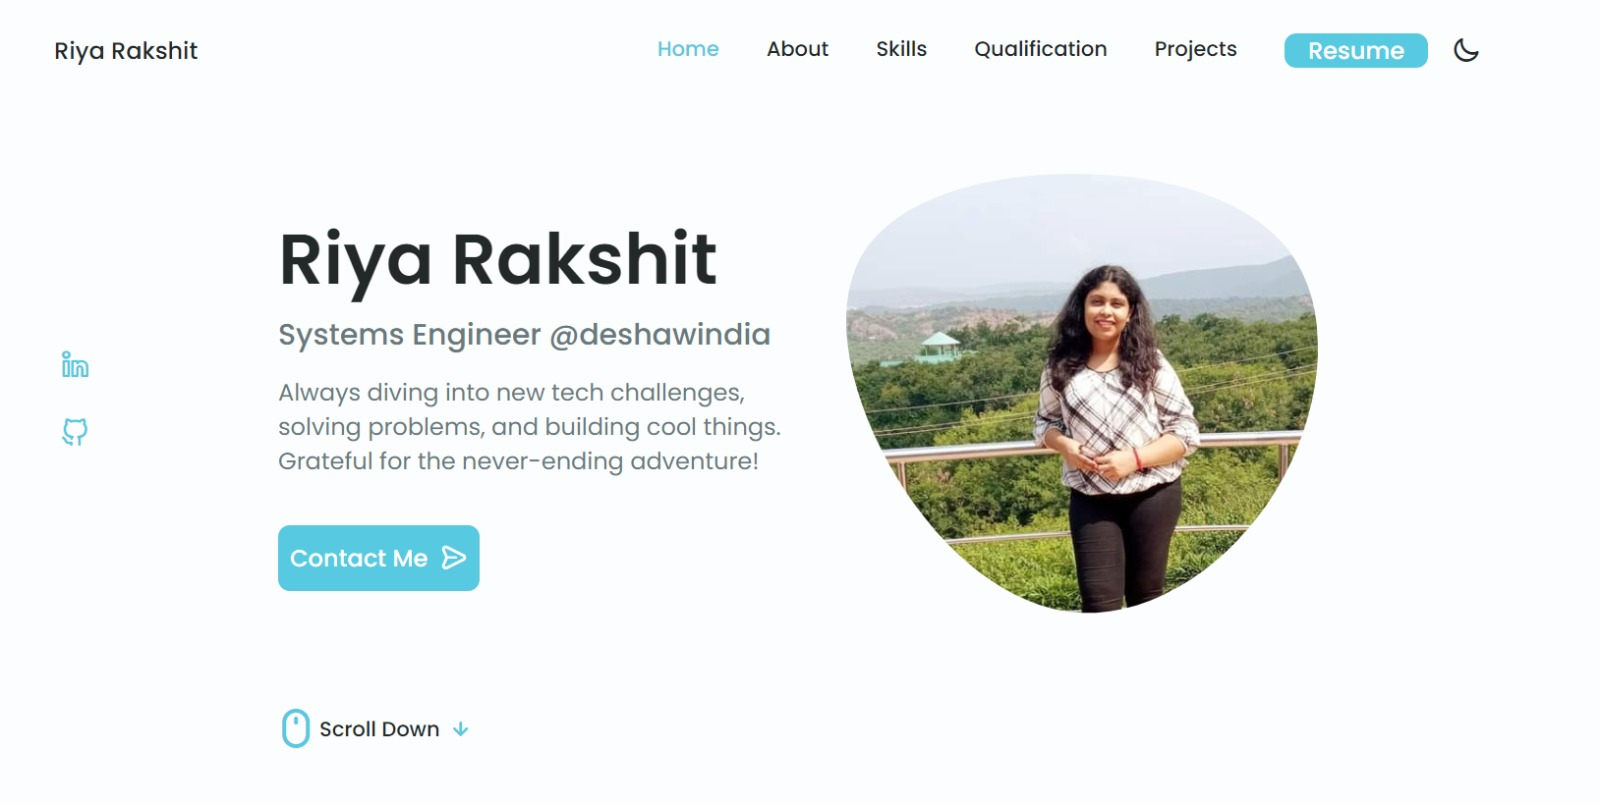 Riya Rakshit
Home
About
Skills
Qualification
Projects
Resume
Riya Rakshit
Systems Engineer @deshawindia
Always diving into new tech challenges,
solving problems, and building cool things.
Grateful for the never-ending adventure!
in
Contact Me
Scroll Down